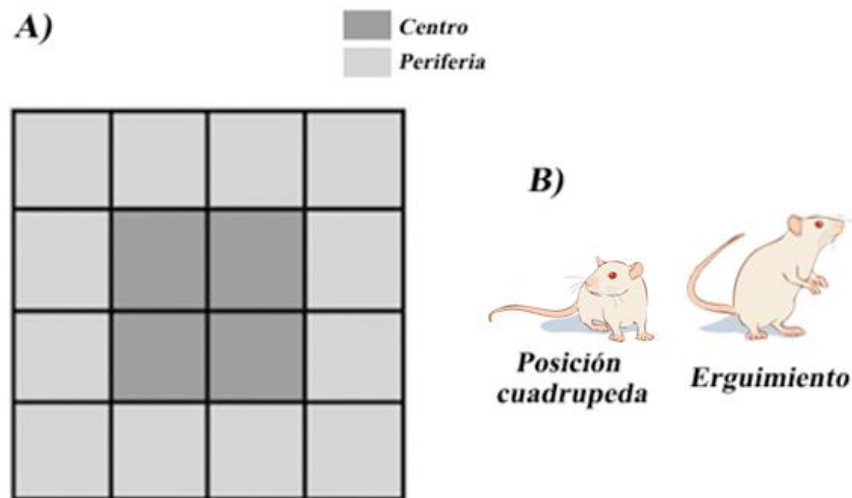 A)
Centro
Periferia
B)
Posición
cuadrupeda
Erguimiento